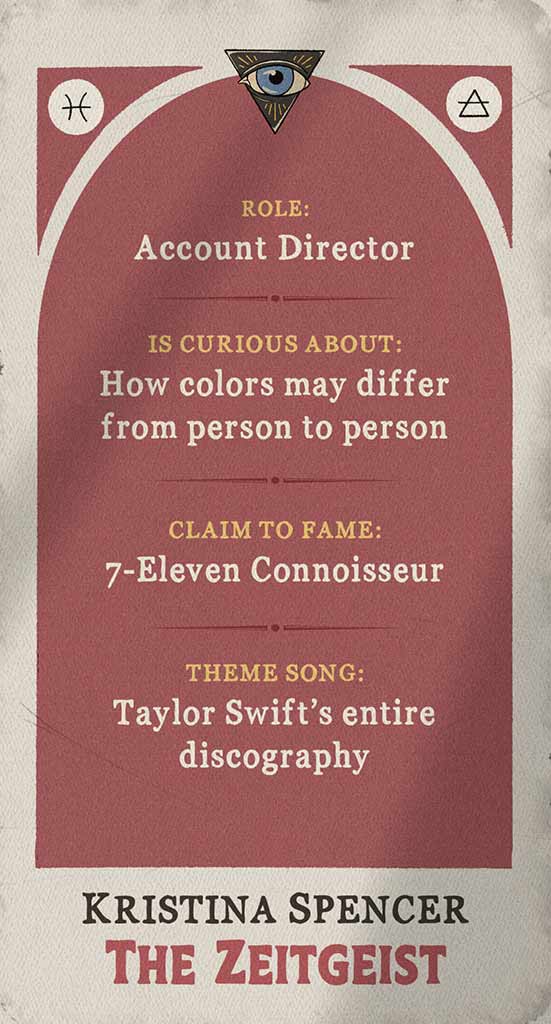 ROLE:
Account Director
IS CURIOUS ABOUT:
How colors may differ
from person to person
CLAIM TO FAME:
7-Eleven Connoisseur
THEME SONG:
Taylor Swift’s entire
discography
KRISTINA SPENCER
THE ZEITGEIST